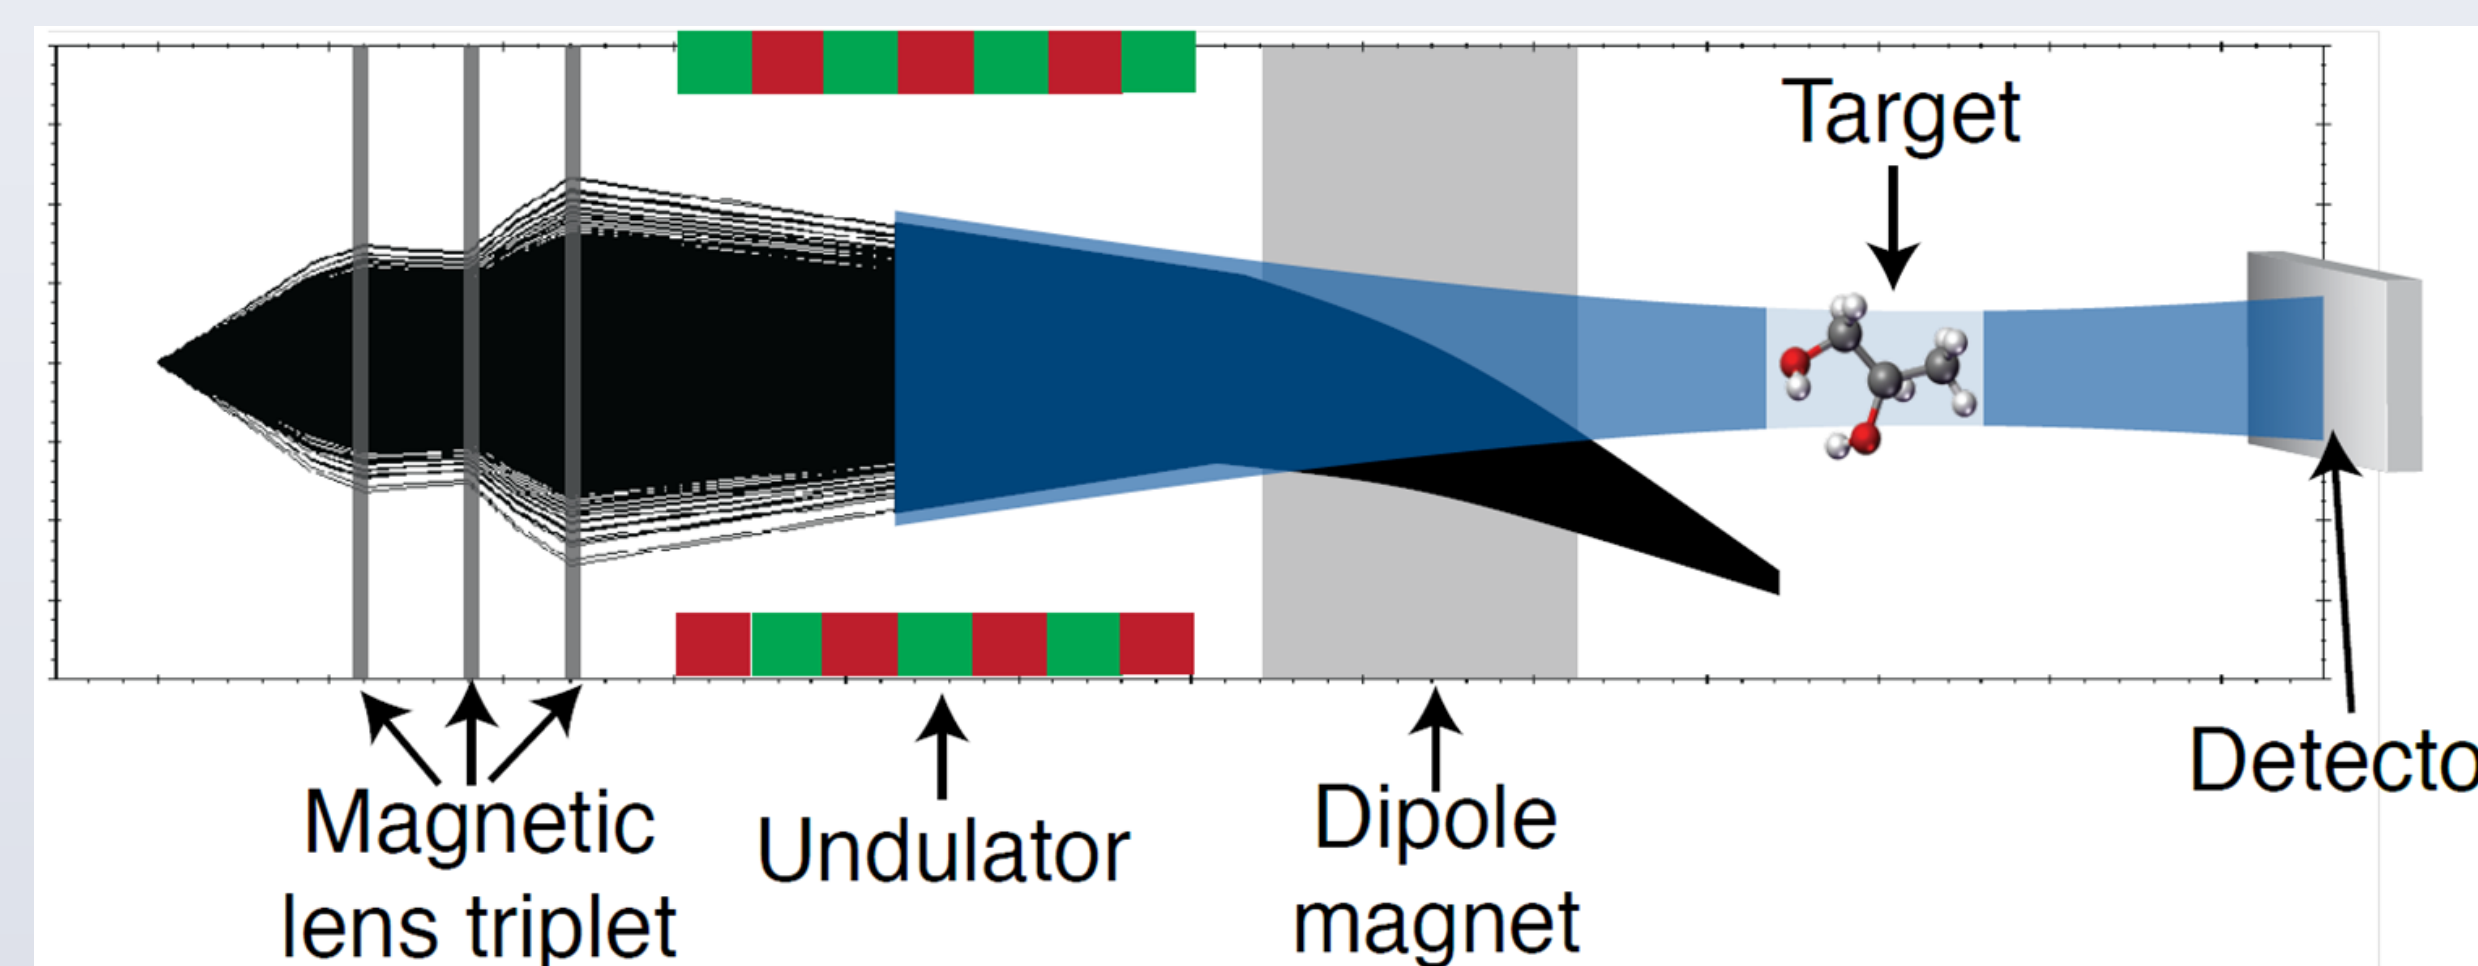 Target
Detecto
Magnetic
lens triplet
Undulator
Dipole
magnet